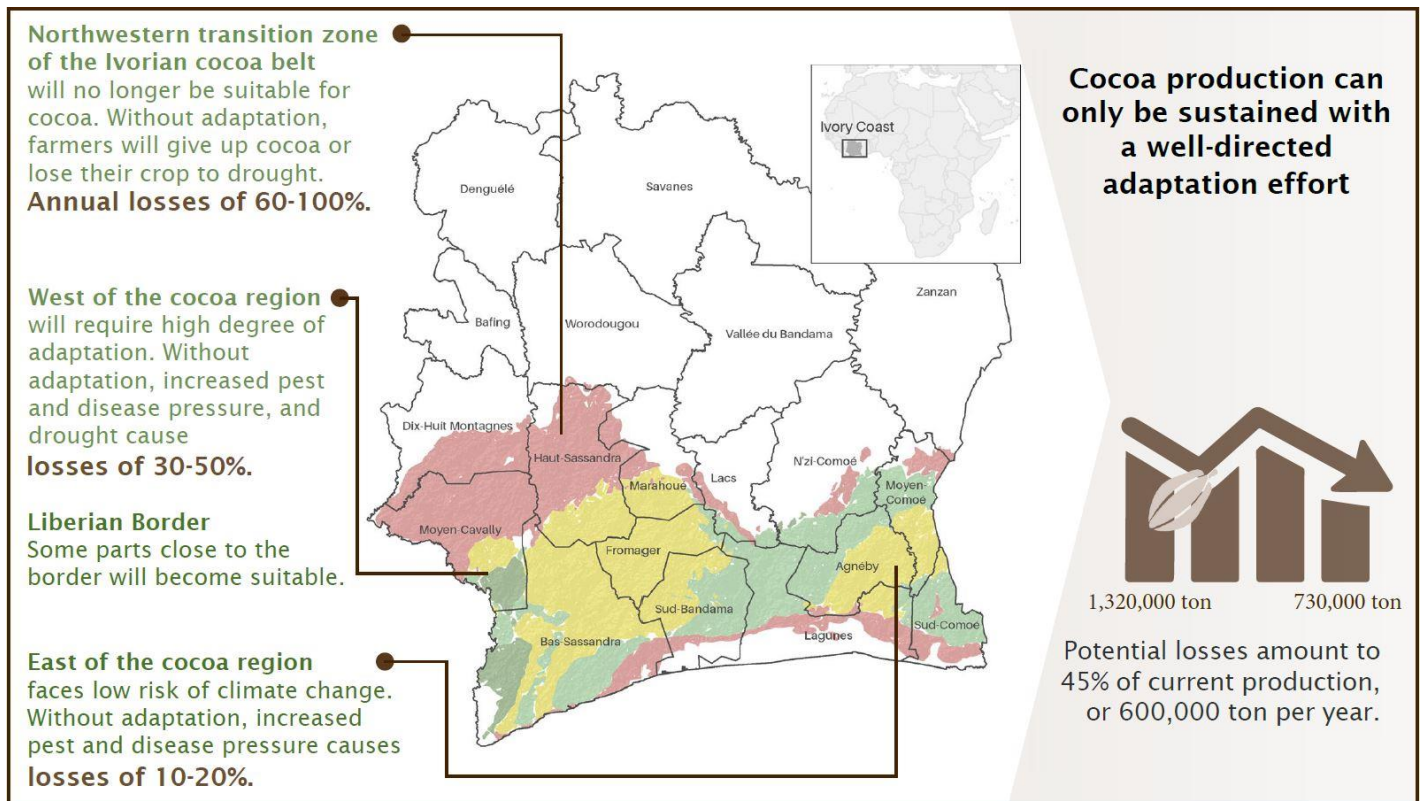 Northwestern transition zone
of the Ivorian cocoa belt
will no longer be suitable for
cocoa. Without adaptation,
farmers will give up cocoa or
lose their crop to drought.
Annual losses of 60-100%.
West of the cocoa region
will require high degree of
adaptation. Without
adaptation, increased pest
and disease pressure, and
drought cause
losses of 30-50%.
Liberian Border
Some parts close to the
border will become suitable.
East of the cocoa region
faces low risk of climate change.
Without adaptation, increased
pest and disease pressure causes
losses of 10-20%.
Ivory Coast
Denguélé
Savanes
Zanzan
Bafing
Worodougou
Vallée du Bandama
Dix-Huit Montagnes
Haut-Sassandra
Marahoué
Lacs
N'zi-Comoé
Moyen-
Comoé
Moyen-Cavally
Fromager
Agnéby
Sud-Bandama
Bas-Sassandra
Lagunes
Sud-Comoé
Cocoa production can
only be sustained with
a well-directed
adaptation effort
1,320,000 ton
730,000 ton
Potential losses amount to
45% of current production,
or 600,000 ton per year.